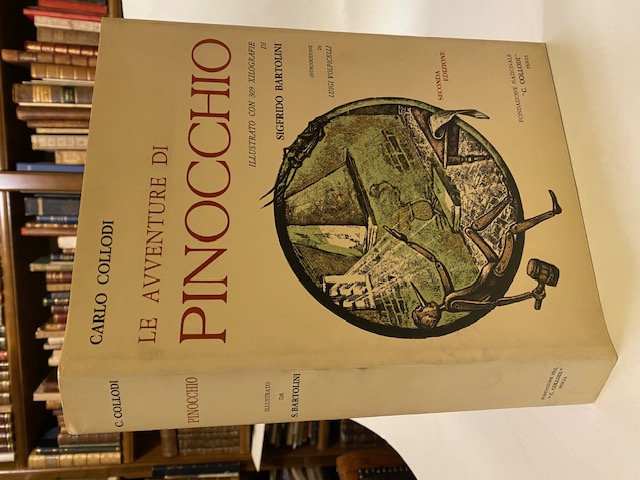 CARLO COLLODI
LE AVVENTURE DI
PINOCCHIO
ILLUSTRATO CON 309 XILOGRAFIE
DI
SIGFRIDO BARTOLINI
INTRODUZIONE
DI
LUIGI VOLPICELLI
SECONDA
EDIZIONE
FONDAZIONE NAZIONALE
"C. COLLODI"
PESCIA
C. COLLODI
PINOCCHIO
ILLUSTRATO
DA
S. BARTOLINI
FONDAZIONE NAZ.
"C. COLLODI"
PESCIA